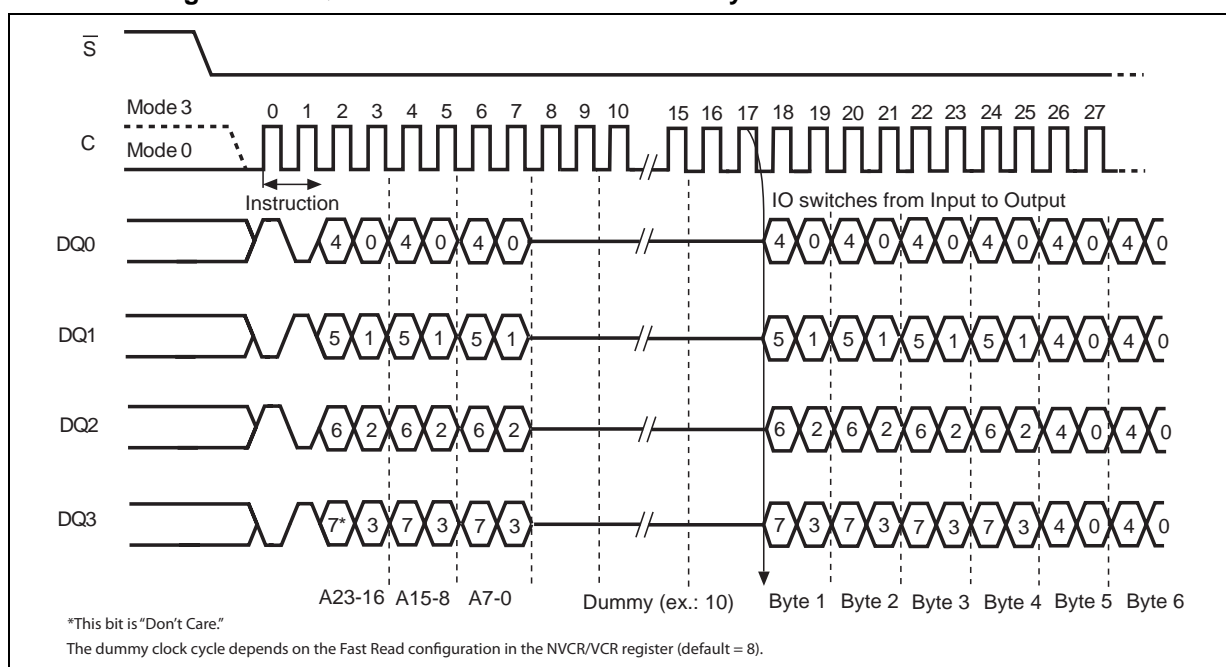 S
Mode 3
0 1 2 3 4 5 6 7 8 9 10 15 16 17 18 19 20 21 22 23 24 25 26 27
C
Mode 0
Instruction
IO switches from Input to Output
DQ0
4 0 4 0 4 0 4 0 4 0 4 0 4 0 4 0 4 0
DQ1
5 1 5 1 5 1 5 1 5 1 5 1 5 1 4 0 4 0
DQ2
6 2 6 2 6 2 6 2 6 2 6 2 6 2 4 0 4 0
DQ3
7* 3 7 3 7 3 7 3 7 3 7 3 7 3 4 0 4 0
A23-16 A15-8 A7-0 Dummy (ex.: 10) Byte 1 Byte 2 Byte 3 Byte 4 Byte 5 Byte 6
*This bit is “Don’t Care.”
The dummy clock cycle depends on the Fast Read configuration in the NVCR/VCR register (default = 8).